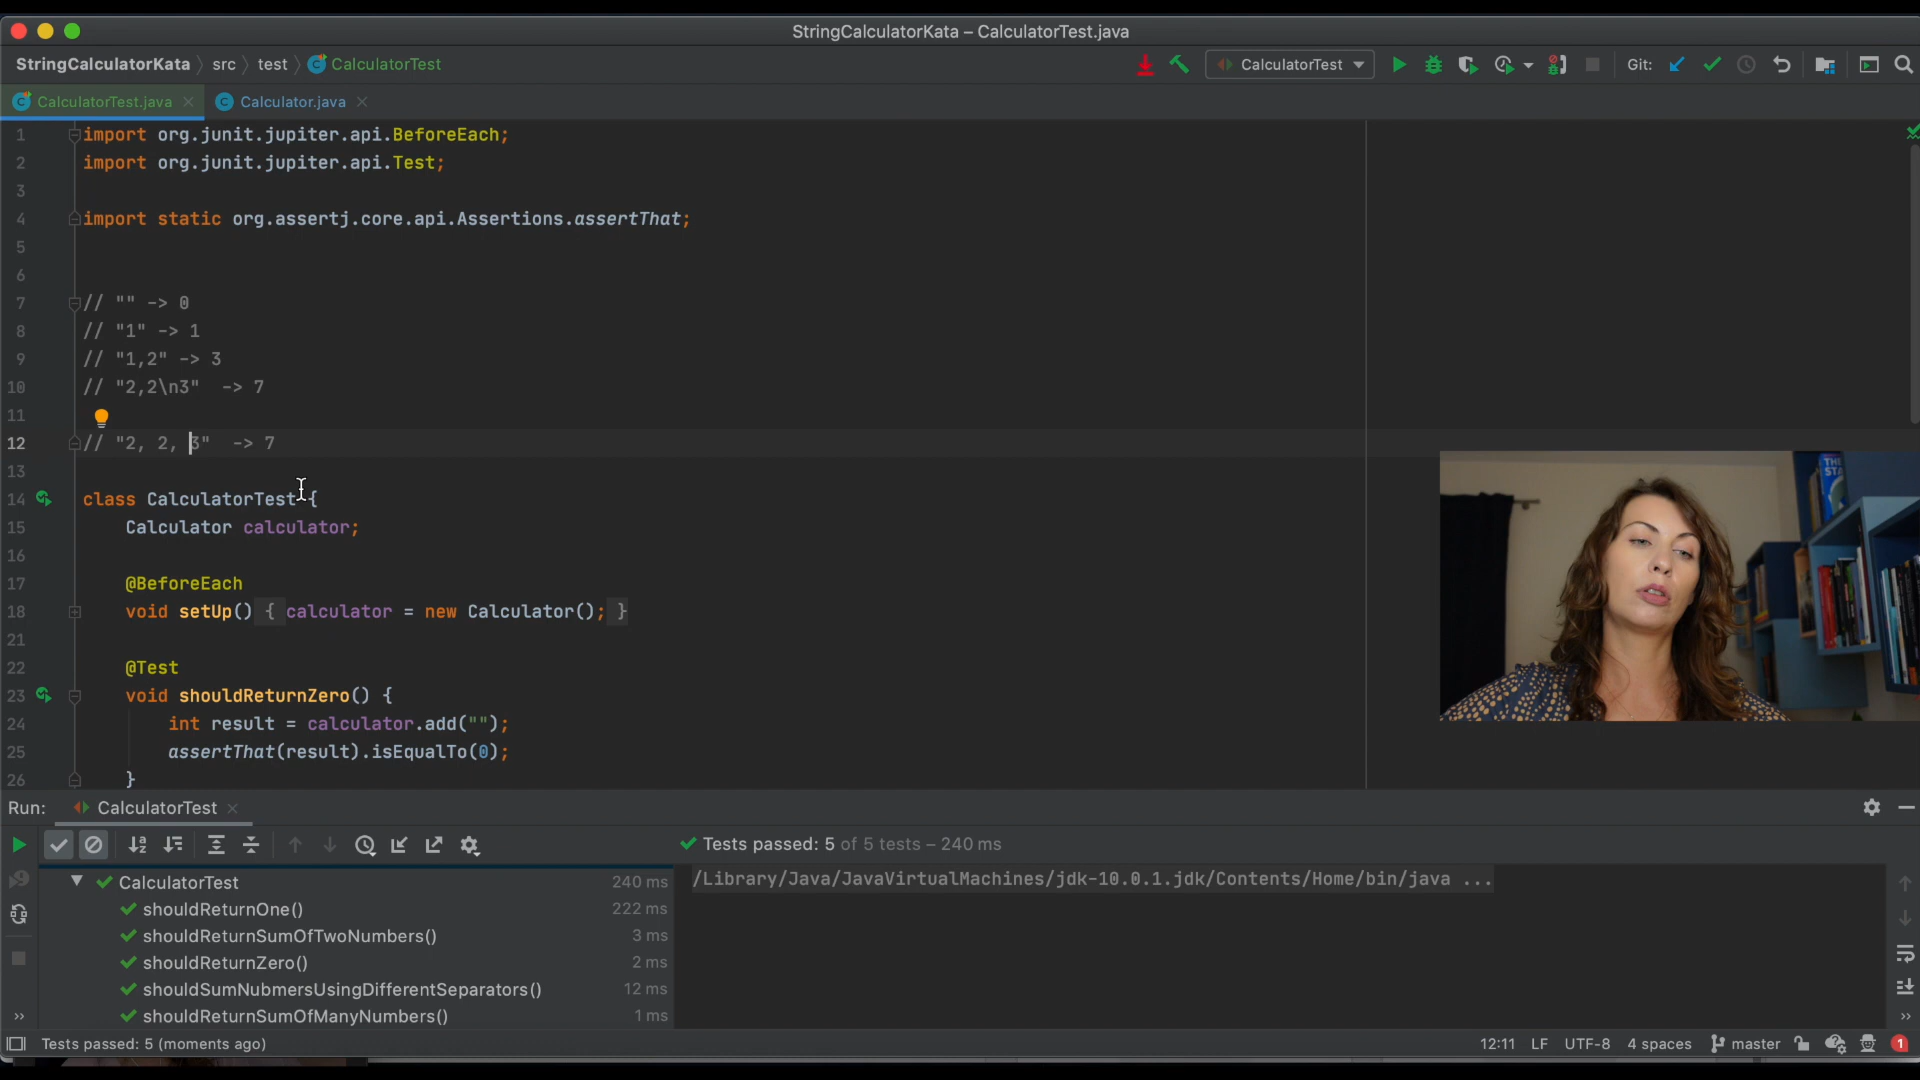 StringCalculatorKata – CalculatorTest.java
StringCalculatorKata src test CalculatorTest
CalculatorTest
Git:
CalculatorTest.java Calculator.java
1 import org.junit.jupiter.api.BeforeEach;
2 import org.junit.jupiter.api.Test;
3
4 import static org.assertj.core.api.Assertions.assertThat;
5
6
7 // "" -> 0
8 // "1" -> 1
9 // "1,2" -> 3
10 // "2,2\n3"  -> 7
11
12 // "2, 2, 3"  -> 7
13
14 class CalculatorTest {
15 Calculator calculator;
16
17 @BeforeEach
18 void setUp() { calculator = new Calculator(); }
21
22 @Test
23 void shouldReturnZero() {
24 int result = calculator.add("");
25 assertThat(result).isEqualTo(0);
26 }
THE
STA
Run: CalculatorTest
Tests passed: 5 of 5 tests – 240 ms
CalculatorTest 240 ms
/Library/Java/JavaVirtualMachines/jdk-10.0.1.jdk/Contents/Home/bin/java ...
shouldReturnOne() 222 ms
shouldReturnSumOfTwoNumbers() 3 ms
shouldReturnZero() 2 ms
shouldSumNubmersUsingDifferentSeparators() 12 ms
shouldReturnSumOfManyNumbers() 1 ms
Tests passed: 5 (moments ago)
12:11 LF UTF-8 4 spaces master 1